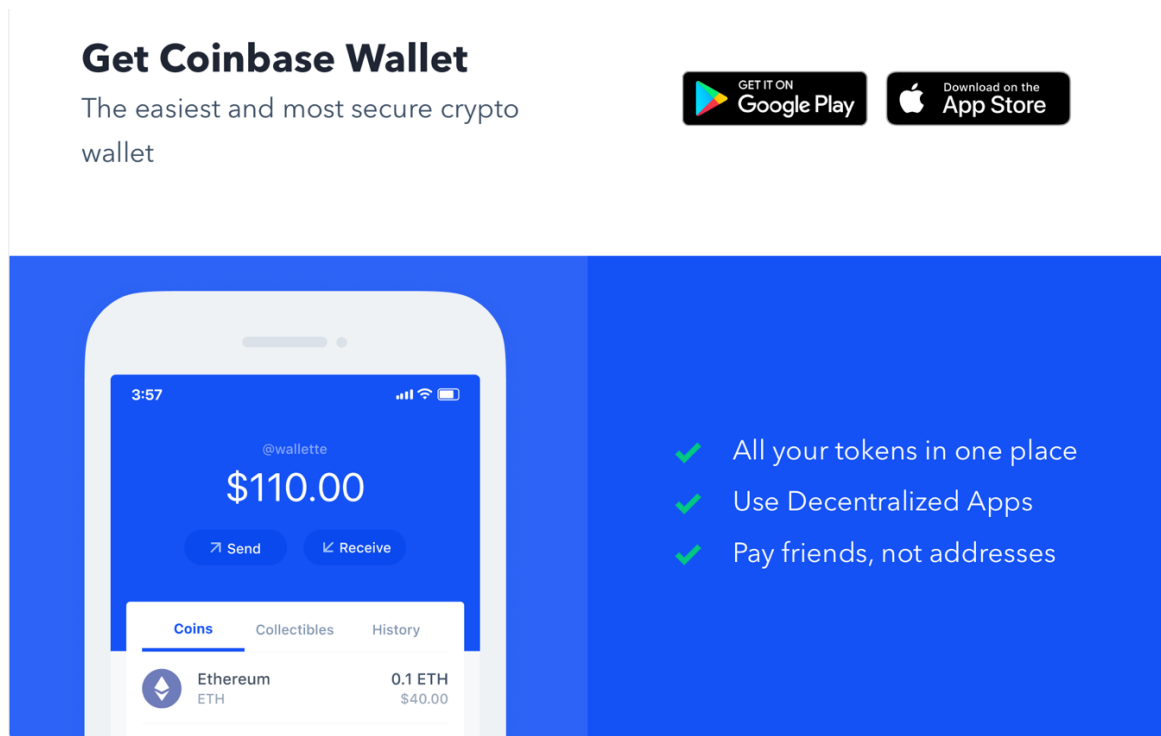 Get Coinbase Wallet
The easiest and most secure crypto
wallet
GET IT ON
Google Play
Download on the
App Store
3:57
@wallette
$110.00
Send
Receive
Coins
Collectibles
History
Ethereum
0.1 ETH
ETH
$40.00
All your tokens in one place
Use Decentralized Apps
Pay friends, not addresses